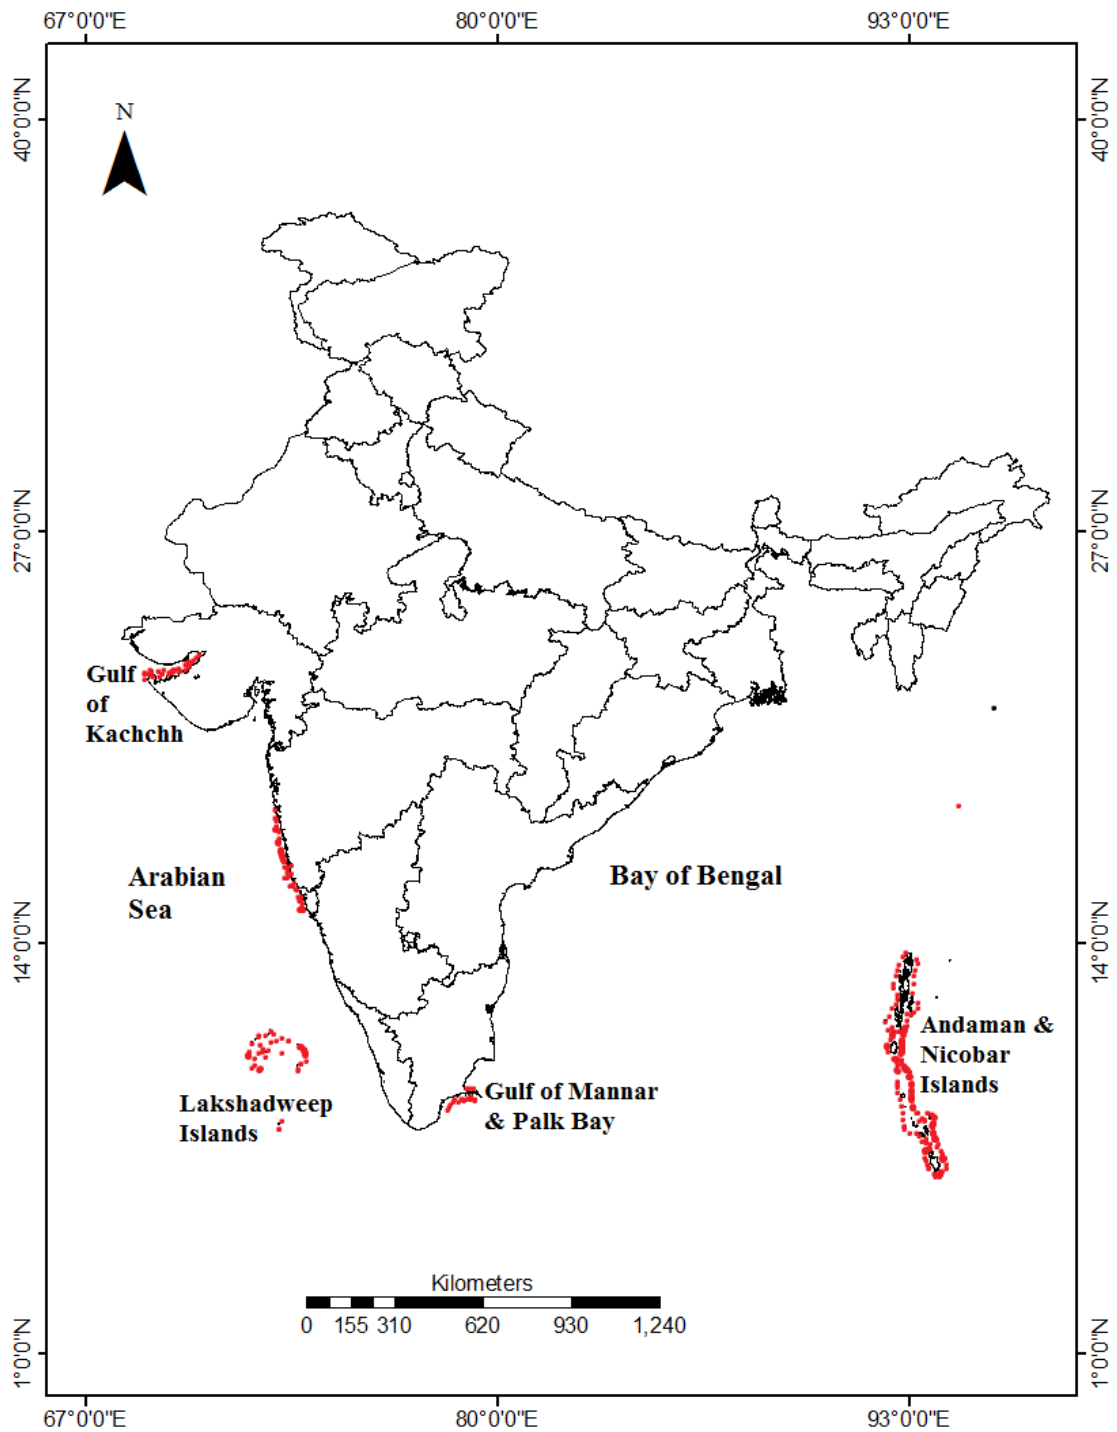 67°0'0"E
80°0'0"E
93°0'0"E
40°0'0"N
40°0'0"N
N
27°0'0"N
27°0'0"N
Gulf
of
Kachchh
Arabian
Sea
Bay of Bengal
14°0'0"N
14°0'0"N
Andaman &
Nicobar
Islands
Lakshadweep
Islands
Gulf of Mannar
& Palk Bay
Kilometers
0 155 310 620 930 1,240
1°0'0"N
1°0'0"N
67°0'0"E
80°0'0"E
93°0'0"E